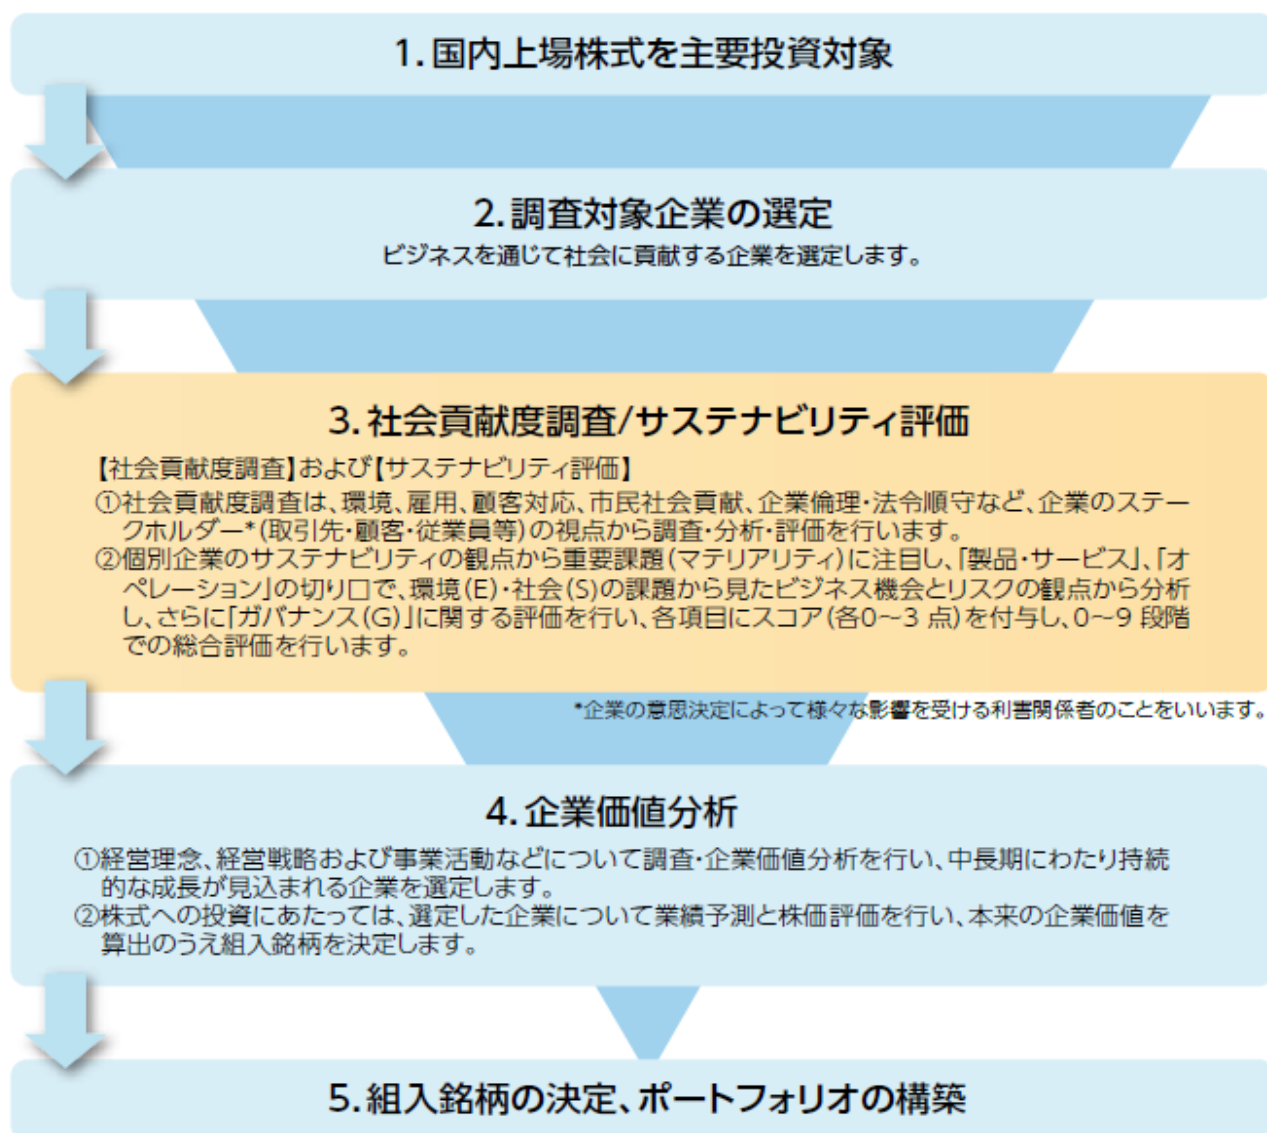 1.国内上場株式を主要投資対象
2.調査対象企業の選定
ビジネスを通じて社会に貢献する企業を選定します。
3.社会貢献度調査/サステナビリティ評価
【社会貢献度調査】および【サステナビリティ評価】
①社会貢献度調査は、環境、雇用、顧客対応、市民社会貢献、企業倫理・法令順守など、企業のステー
クホルダー*(取引先・顧客・従業員等)の視点から調査・分析・評価を行います。
②個別企業のサステナビリティの観点から重要課題(マテリアリティ)に注目し、「製品・サービス」、「オ
ペレーション」の切り口で、環境(E)・社会(S)の課題から見たビジネス機会とリスクの観点から分析
し、さらに「ガバナンス(G)」に関する評価を行い、各項目にスコア(各0～3 点)を付与し、0～9 段階
での総合評価を行います。
*企業の意思決定によって様々な影響を受ける利害関係者のことをいいます。
4.企業価値分析
①経営理念、経営戦略および事業活動などについて調査・企業価値分析を行い、中長期にわたり持続
的な成長が見込まれる企業を選定します。
②株式への投資にあたっては、選定した企業について業績予測と株価評価を行い、本来の企業価値を
算出のうえ組入銘柄を決定します。
5.組入銘柄の決定、ポートフォリオの構築